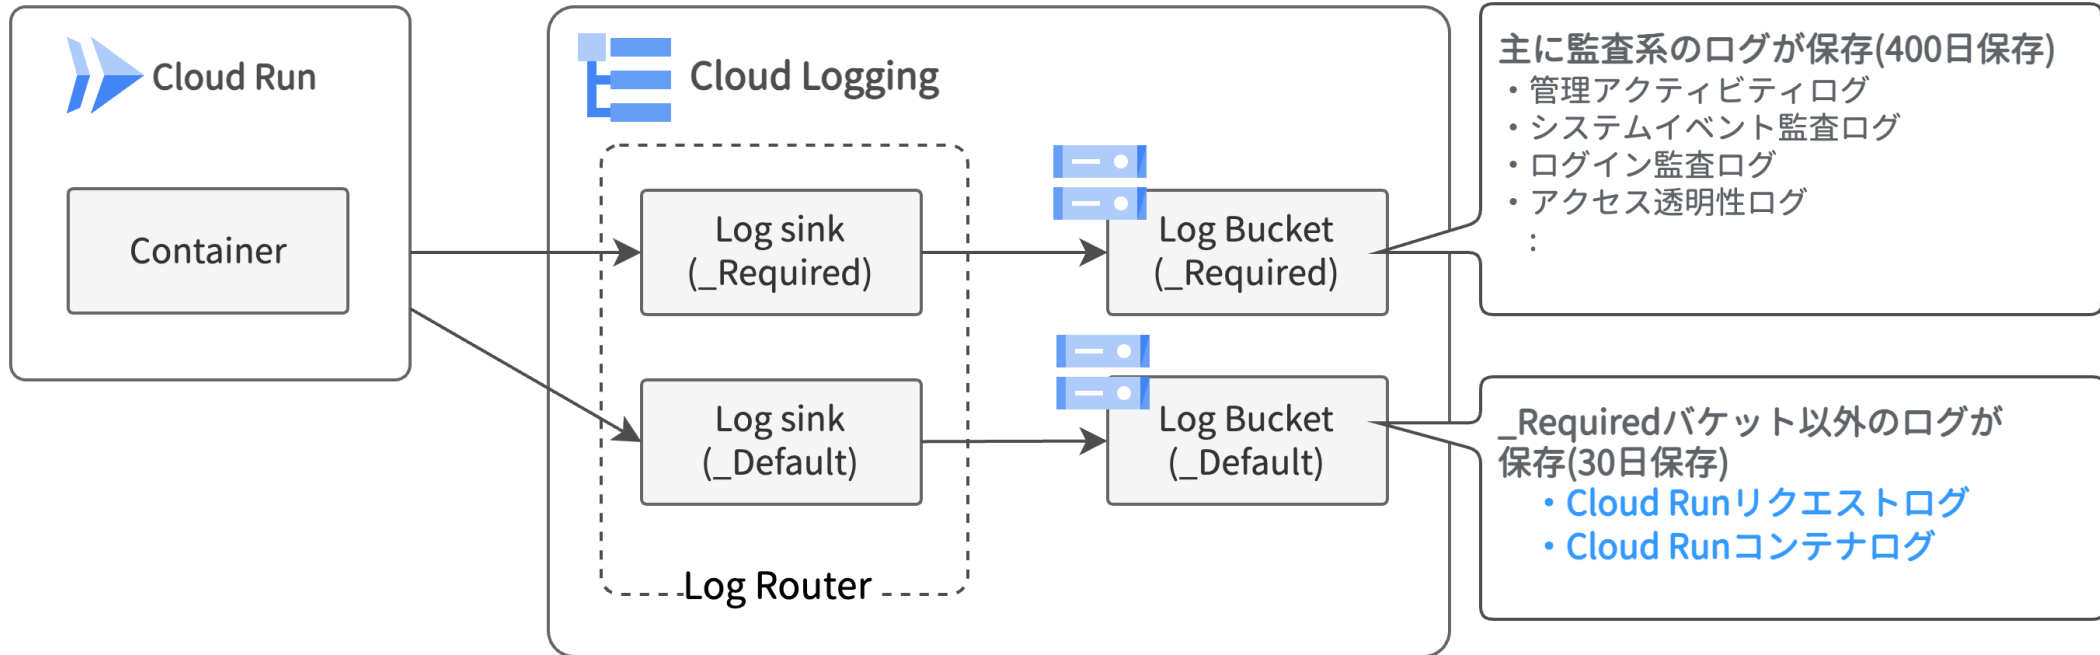 Cloud Run
Container
Cloud Logging
Log sink
(_Required)
Log sink
(_Default)
Log Router
Log Bucket
(_Required)
Log Bucket
(_Default)
主に監査系のログが保存(400日保存)
・管理アクティビティログ
・システムイベント監査ログ
・ログイン監査ログ
・アクセス透明性ログ
：
_Requiredバケット以外のログが
保存(30日保存)
・Cloud Runリクエストログ
・Cloud Runコンテナログ